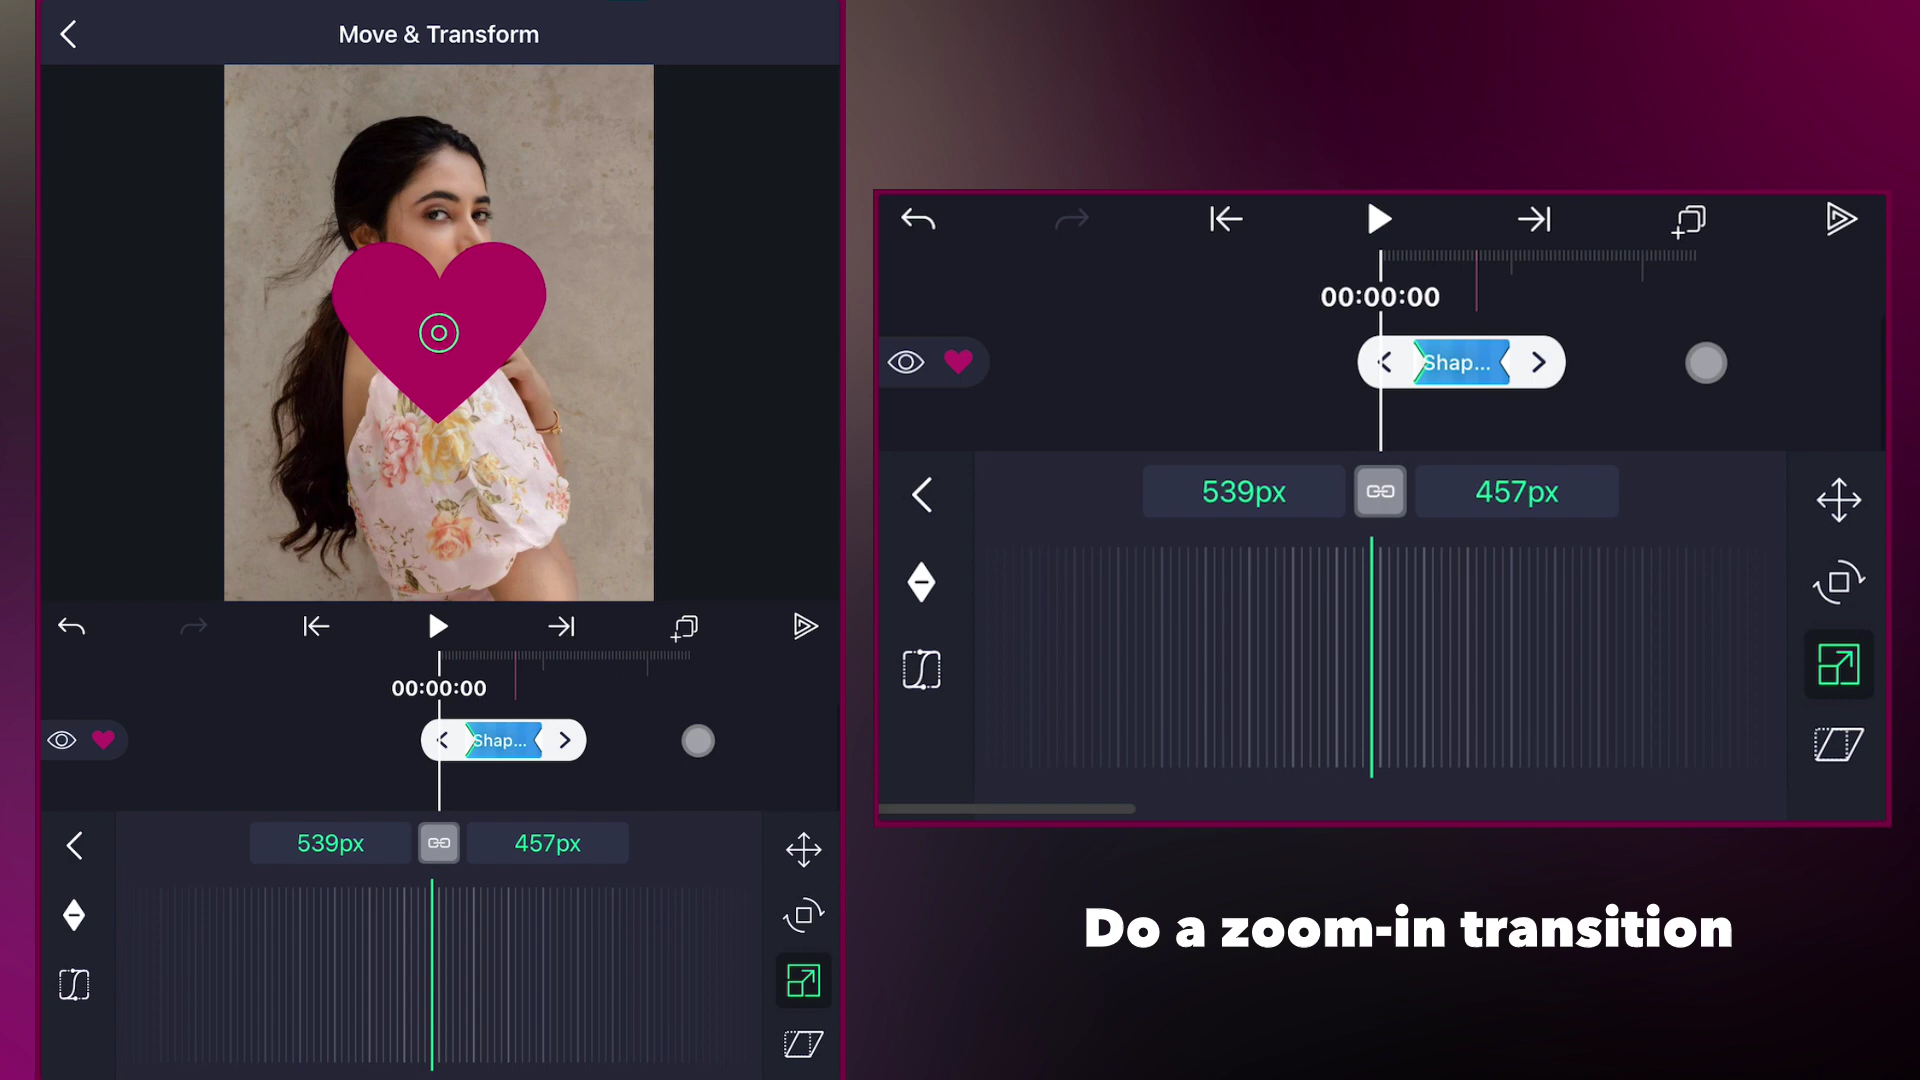 Move & Transform
00:00:00
Shap...
539px
457px
00:00:00
Shap...
539px
457px
Do a zoom-in transition